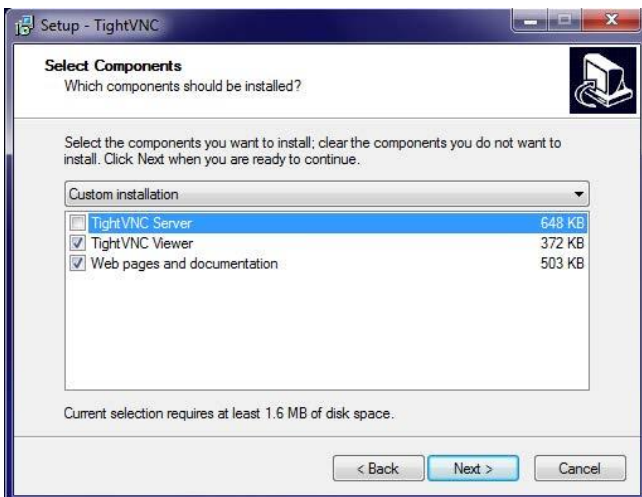 Setup - TightVNC
Select Components
Which components should be installed?
Select the components you want to install; clear the components you do not want to
install. Click Next when you are ready to continue.
Custom installation
TightVNC Server 648 KB
TightVNC Viewer 372 KB
Web pages and documentation 503 KB
Current selection requires at least 1.6 MB of disk space.
< Back Next > Cancel